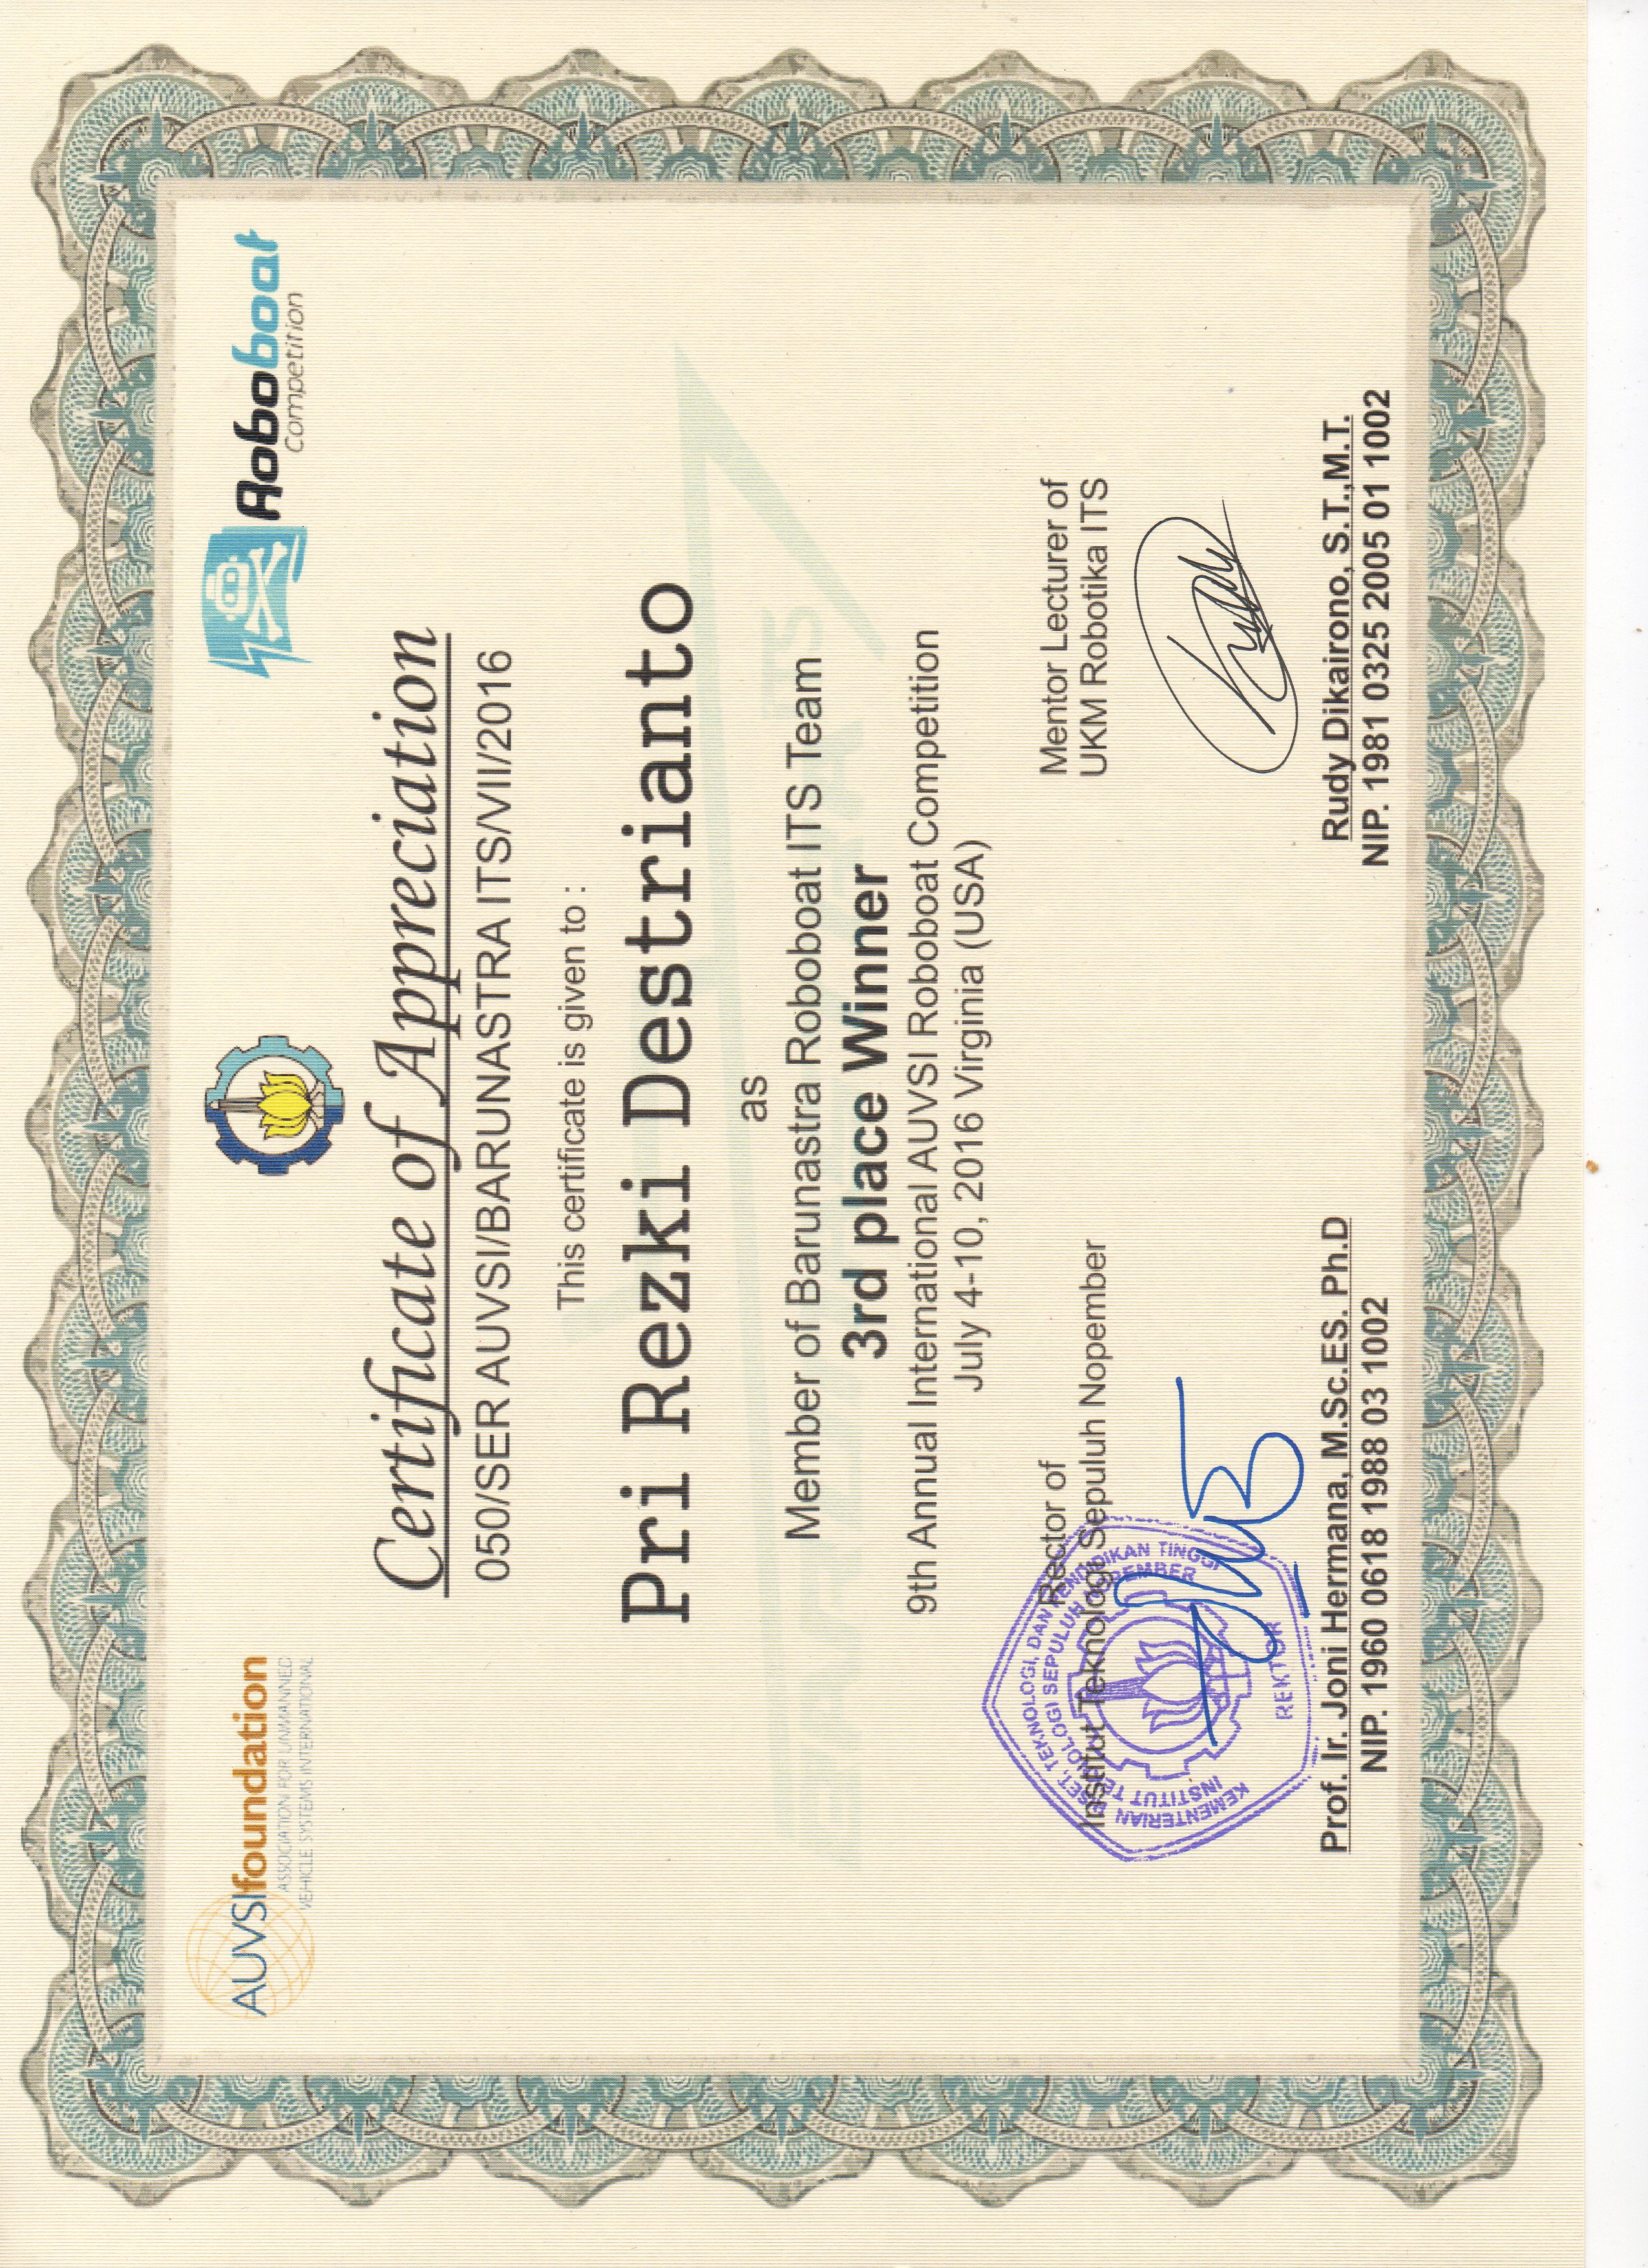 AUVSIfoundation
ASSOCIATION FOR UNMANNED
VEHICLE SYSTEMS INTERNATIONAL
Roboboat
Competition
Certificate of Appreciation
050/SER AUVSI/BARUNASTRA ITS/VII/2016
This certificate is given to :
Pri Rezki Destrianto
as
Member of Barunastra Roboboat ITS Team
3rd place Winner
9th Annual International AUVSI Roboboat Competition
July 4-10, 2016 Virginia (USA)
Rector of
Institut Teknologi Sepuluh Nopember
KEMENTERIAN RISET, TEKNOLOGI, DAN PENDIDIKAN TINGGI
INSTITUT TEKNOLOGI SEPULUH NOPEMBER
REKTOR
Prof. Ir. Joni Hermana, M.Sc.ES. Ph.D
NIP. 1960 0618 1988 03 1002
Mentor Lecturer of
UKM Robotika ITS
Rudy Dikairono, S.T.,M.T.
NIP. 1981 0325 2005 01 1002